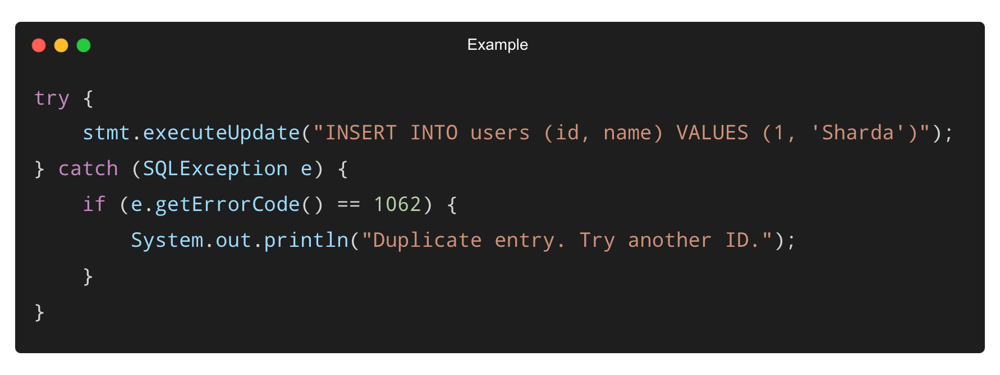 Example
try {
    stmt.executeUpdate("INSERT INTO users (id, name) VALUES (1, 'Sharda')");
} catch (SQLException e) {
    if (e.getErrorCode() == 1062) {
        System.out.println("Duplicate entry. Try another ID.");
    }
}